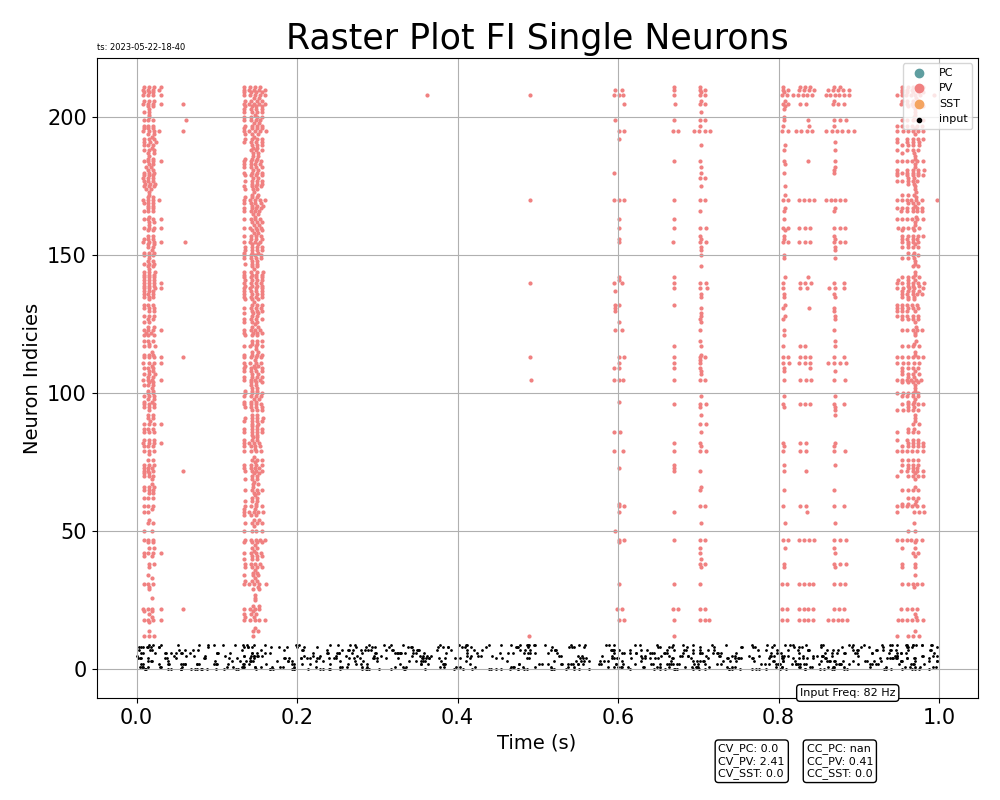 Raster Plot FI Single Neurons
ts: 2023-05-22-18-40
PC
PV
SST
input
200
150
100
50
0
Neuron Indicies
0.0 0.2 0.4 0.6 0.8 1.0
Time (s)
Input Freq: 82 Hz
CV_PC: 0.0
CV_PV: 2.41
CV_SST: 0.0
CC_PC: nan
CC_PV: 0.41
CC_SST: 0.0